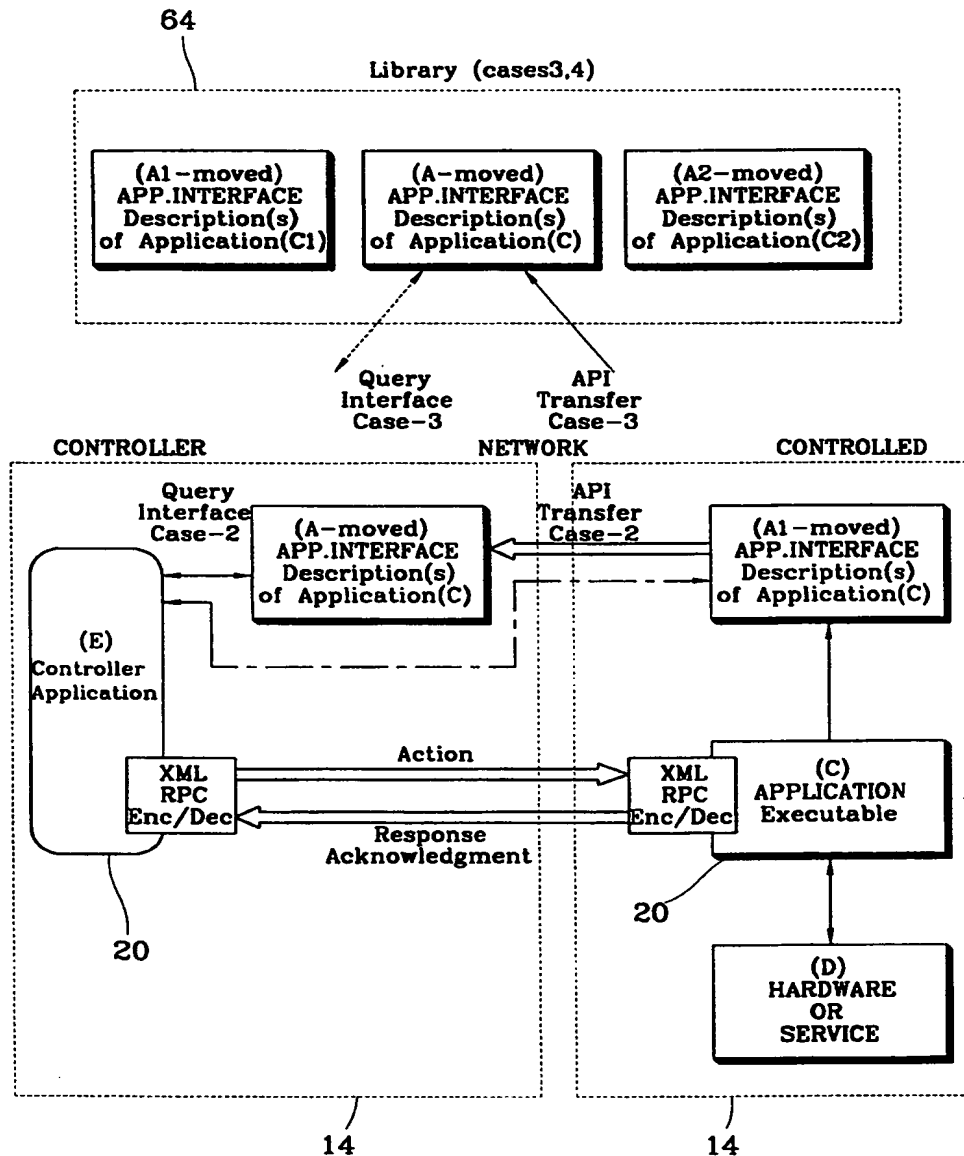 64
Library (cases3,4)
(A1-moved)
APP.INTERFACE
Description(s)
of Application(C1)
(A-moved)
APP.INTERFACE
Description(s)
of Application(C)
(A2-moved)
APP.INTERFACE
Description(s)
of Application(C2)
Query
Interface
Case-3
API
Transfer
Case-3
CONTROLLER
NETWORK
CONTROLLED
Query
Interface
Case-2
(A-moved)
APP.INTERFACE
Description(s)
of Application(C)
API
Transfer
Case-2
(A1-moved)
APP.INTERFACE
Description(s)
of Application(C)
(E)
Controller
Application
XML
RPC
Enc/Dec
Action
Response
Acknowledgment
XML
RPC
Enc/Dec
(C)
APPLICATION
Executable
20
20
(D)
HARDWARE
OR
SERVICE
14
14